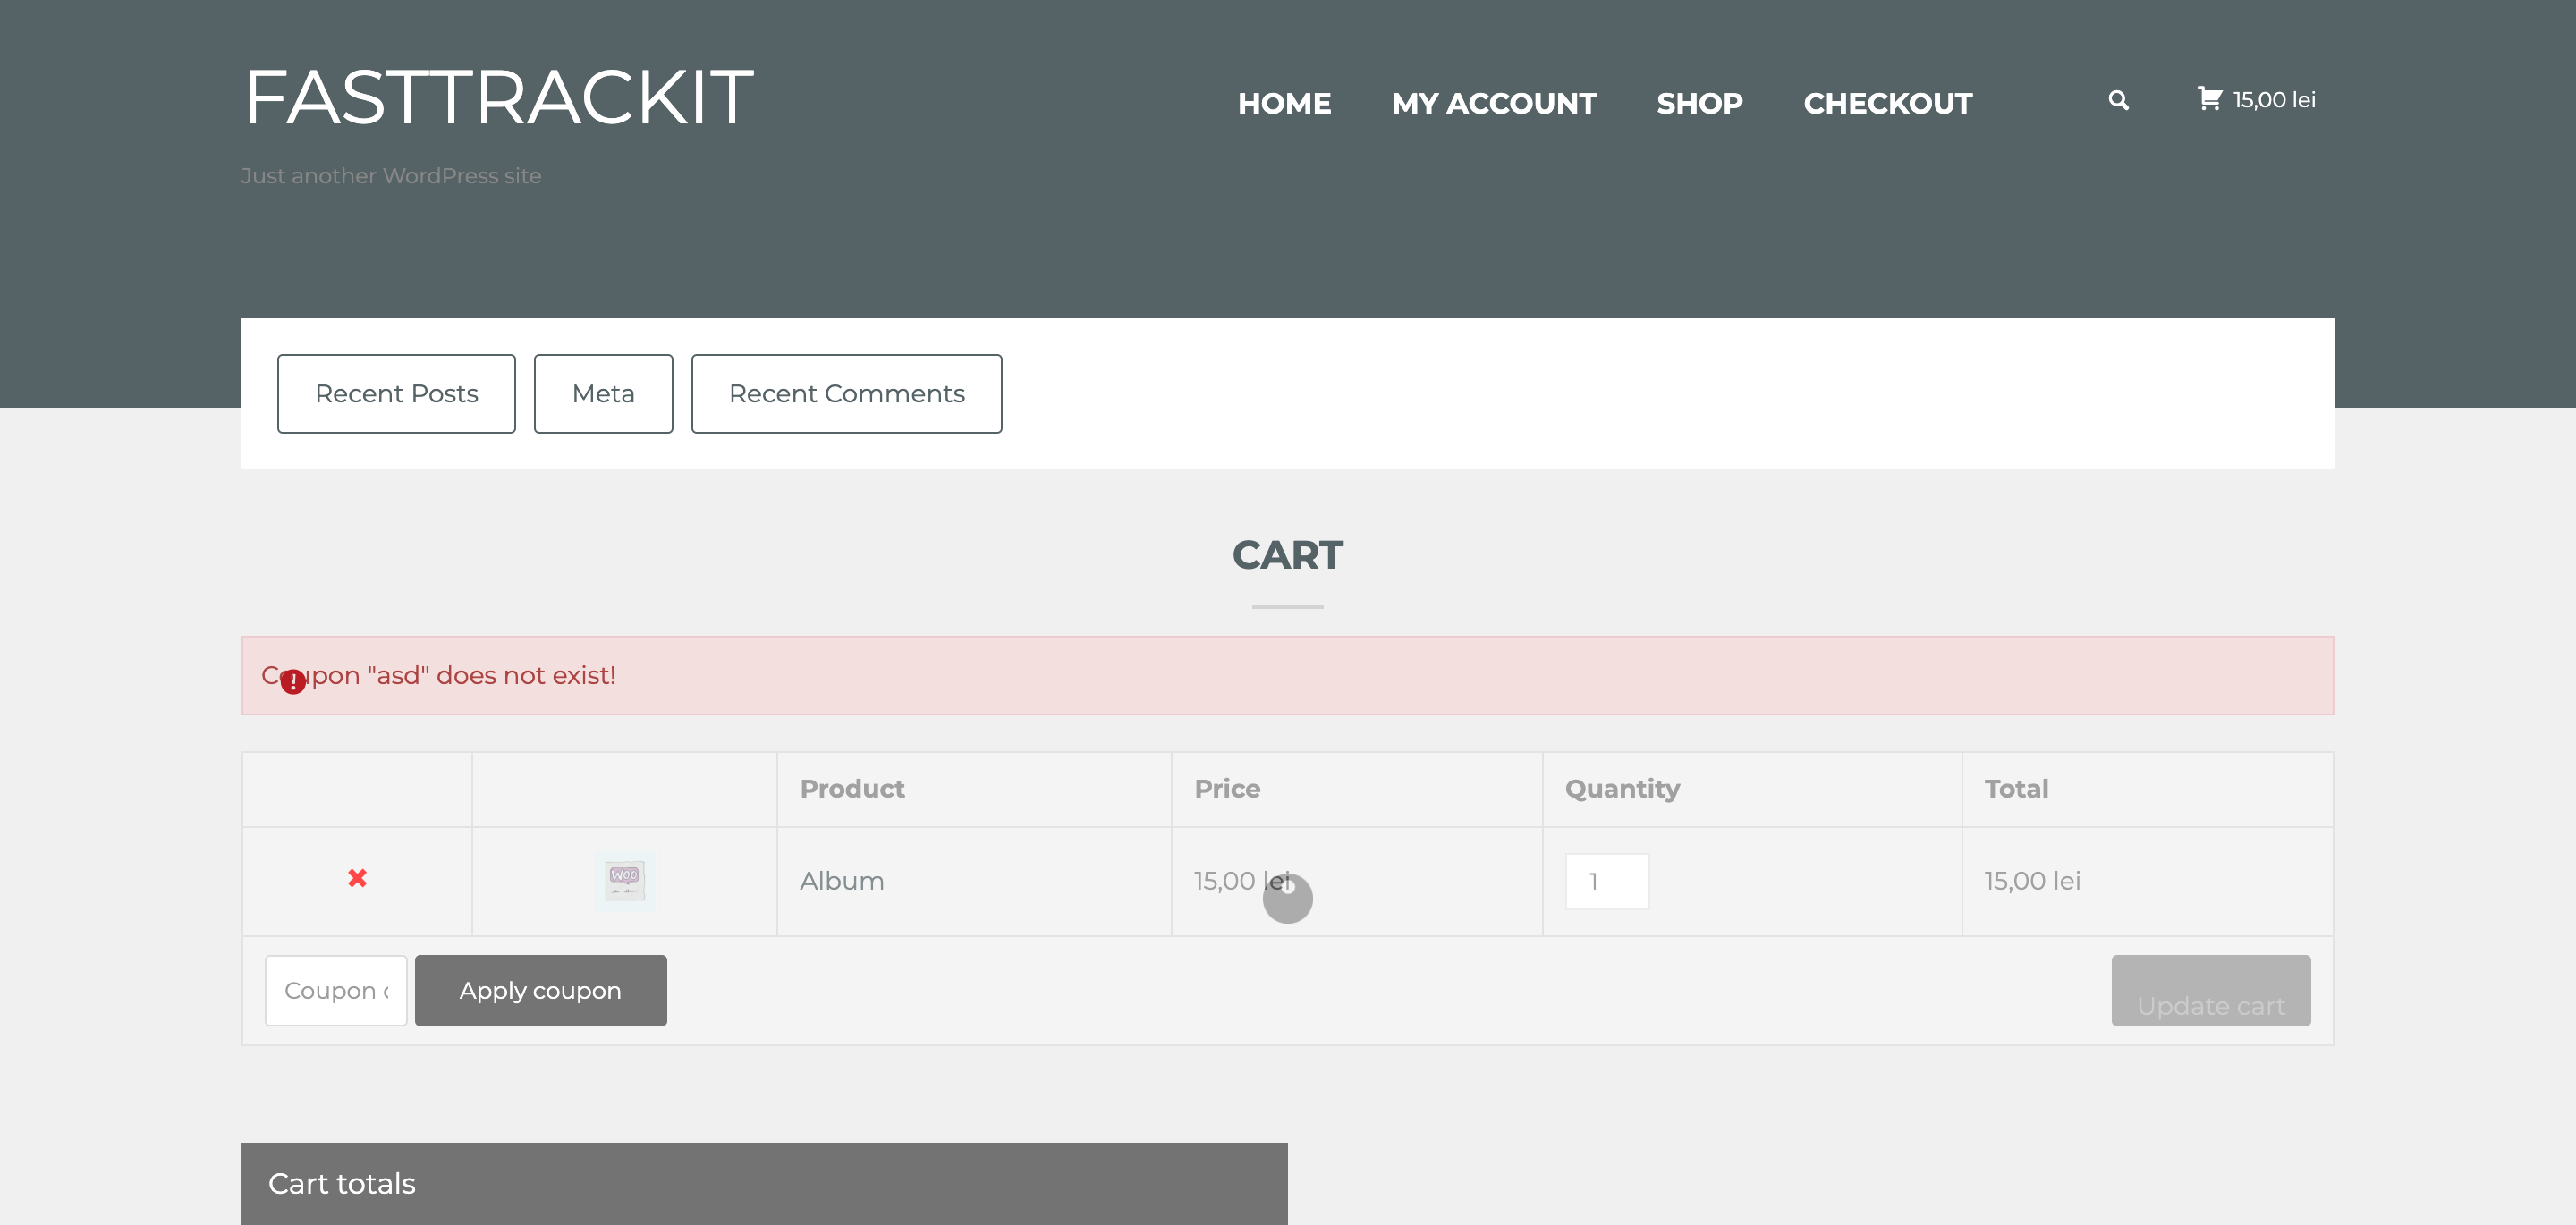 FASTTRACKIT
HOME MY ACCOUNT SHOP CHECKOUT 15,00 lei
Just another WordPress site
Recent Posts Meta Recent Comments
CART
Coupon "asd" does not exist!
Product Price Quantity Total
WOO Album 15,00 lei 1 15,00 lei
Coupon c Apply coupon Update cart
Cart totals